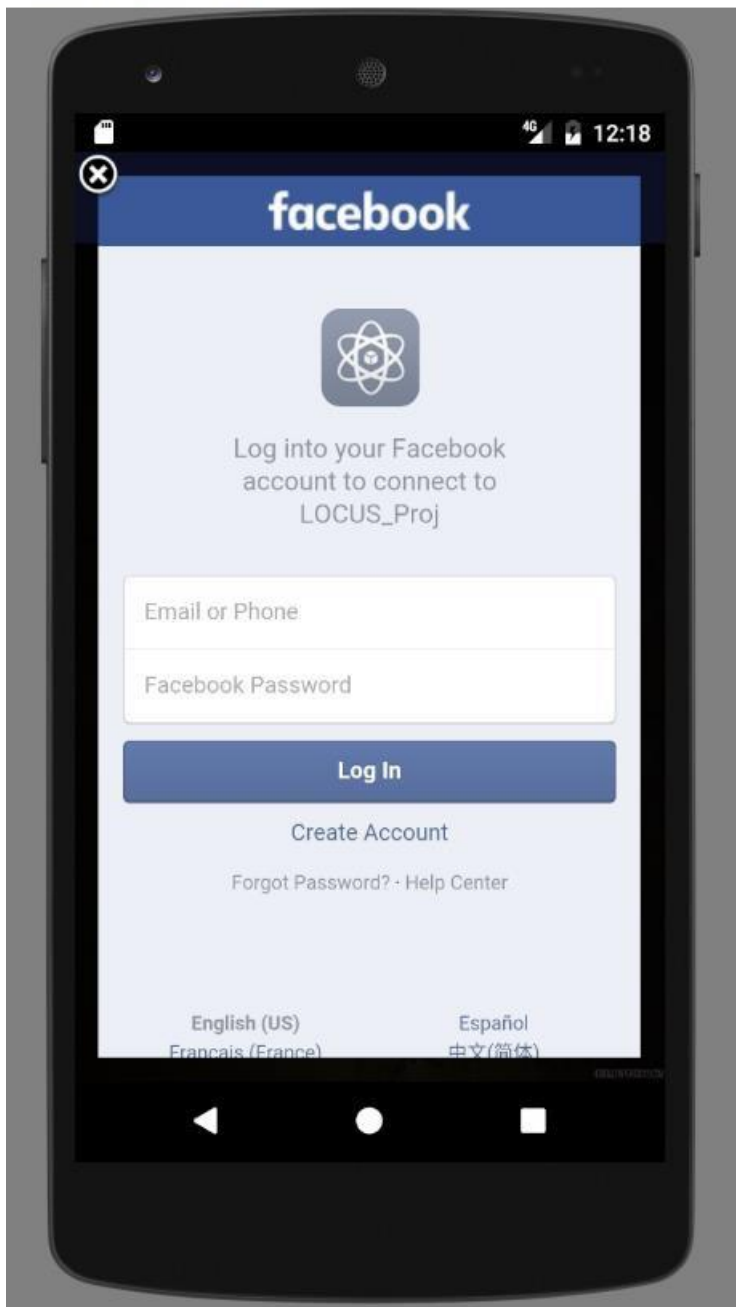 4G 12:18
facebook
Log into your Facebook
account to connect to
LOCUS_Proj
Email or Phone
Facebook Password
Log In
Create Account
Forgot Password? · Help Center
English (US) Español
Français (France) 中文(简体)